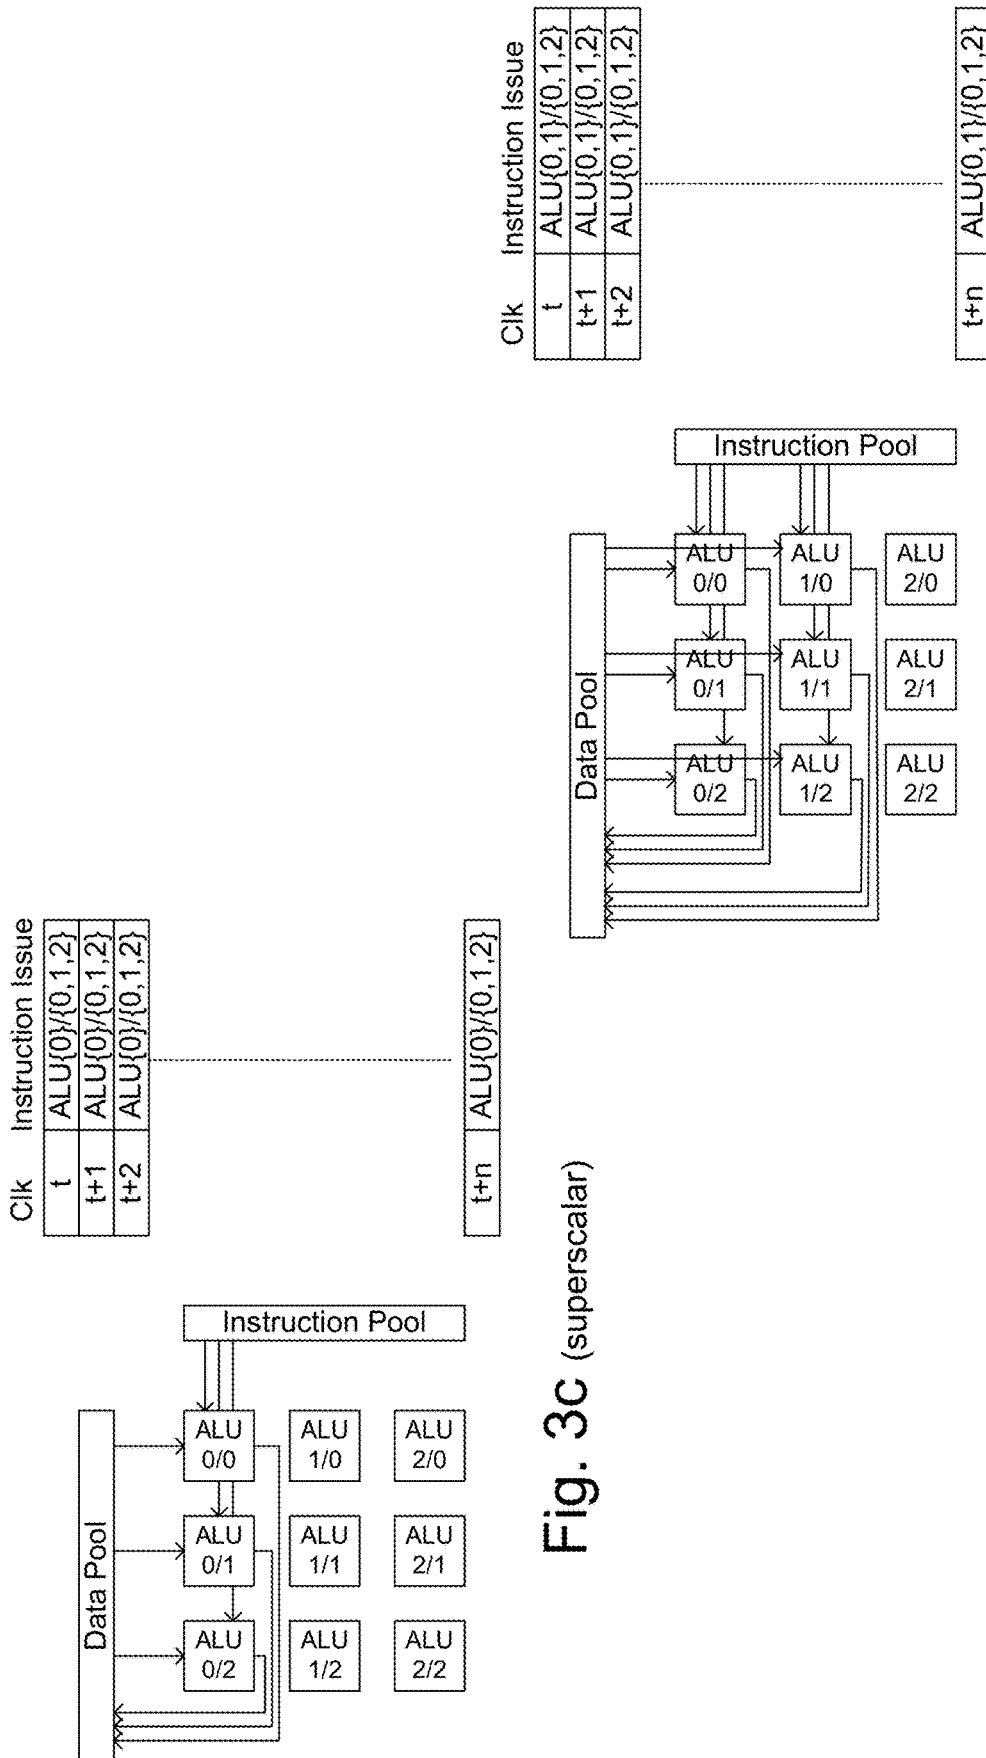 Clk Instruction Issue
t ALU{0,1}/{0,1,2}
t+1 ALU{0,1}/{0,1,2}
t+2 ALU{0,1}/{0,1,2}
t+n ALU{0,1}/{0,1,2}
Instruction Pool
Data Pool
ALU 0/0
ALU 1/0
ALU 2/0
ALU 0/1
ALU 1/1
ALU 2/1
ALU 0/2
ALU 1/2
ALU 2/2
Clk Instruction Issue
t ALU{0}/{0,1,2}
t+1 ALU{0}/{0,1,2}
t+2 ALU{0}/{0,1,2}
t+n ALU{0}/{0,1,2}
Instruction Pool
Data Pool
ALU 0/0
ALU 1/0
ALU 2/0
ALU 0/1
ALU 1/1
ALU 2/1
ALU 0/2
ALU 1/2
ALU 2/2
Fig. 3c (superscalar)